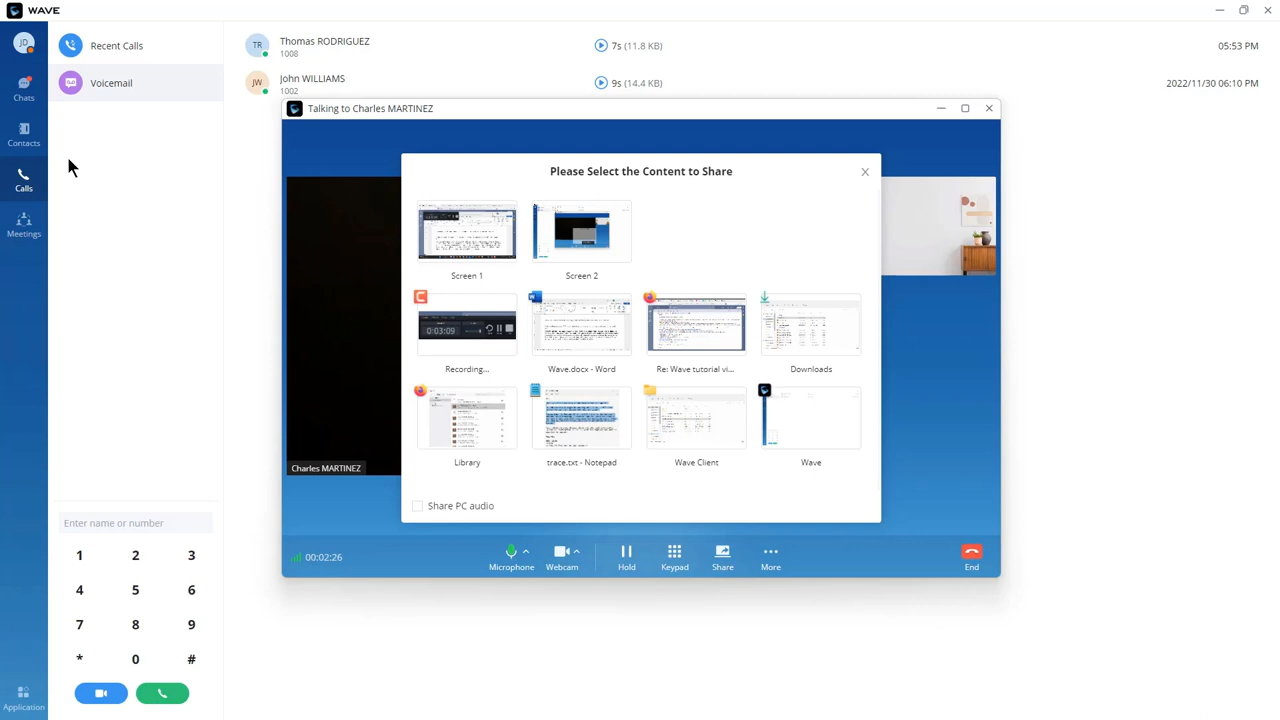 WAVE
JD
Chats
Contacts
Calls
Meetings
Application
Recent Calls
Voicemail
TR
Thomas RODRIGUEZ
1008
7s (11.8 KB)
05:53 PM
JW
John WILLIAMS
1002
9s (14.4 KB)
2022/11/30 06:10 PM
Talking to Charles MARTINEZ
Please Select the Content to Share
Screen 1
Screen 2
0:03:09
Recording...
Wave.docx - Word
Re: Wave tutorial vi...
Downloads
Library
trace.txt - Notepad
Wave Client
Wave
Share PC audio
Charles MARTINEZ
00:02:26
Microphone
Webcam
Hold
Keypad
Share
More
End
Enter name or number
1 2 3
4 5 6
7 8 9
* 0 #